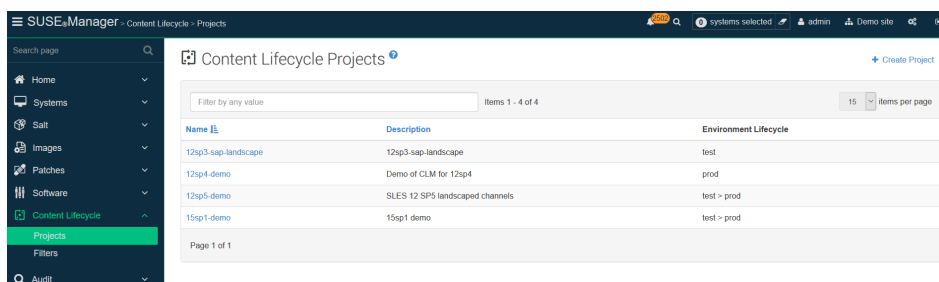 SUSE®Manager > Content Lifecycle > Projects
2502
0 systems selected
admin
Demo site
Search page
Home
Systems
Salt
Images
Patches
Software
Content Lifecycle
Projects
Filters
Audit
Content Lifecycle Projects ?
+ Create Project
Filter by any value
Items 1 - 4 of 4
15 items per page
Name Description Environment Lifecycle
12sp3-sap-landscape 12sp3-sap-landscape test
12sp4-demo Demo of CLM for 12sp4 prod
12sp5-demo SLES 12 SP5 landscaped channels test > prod
15sp1-demo 15sp1 demo test > prod
Page 1 of 1